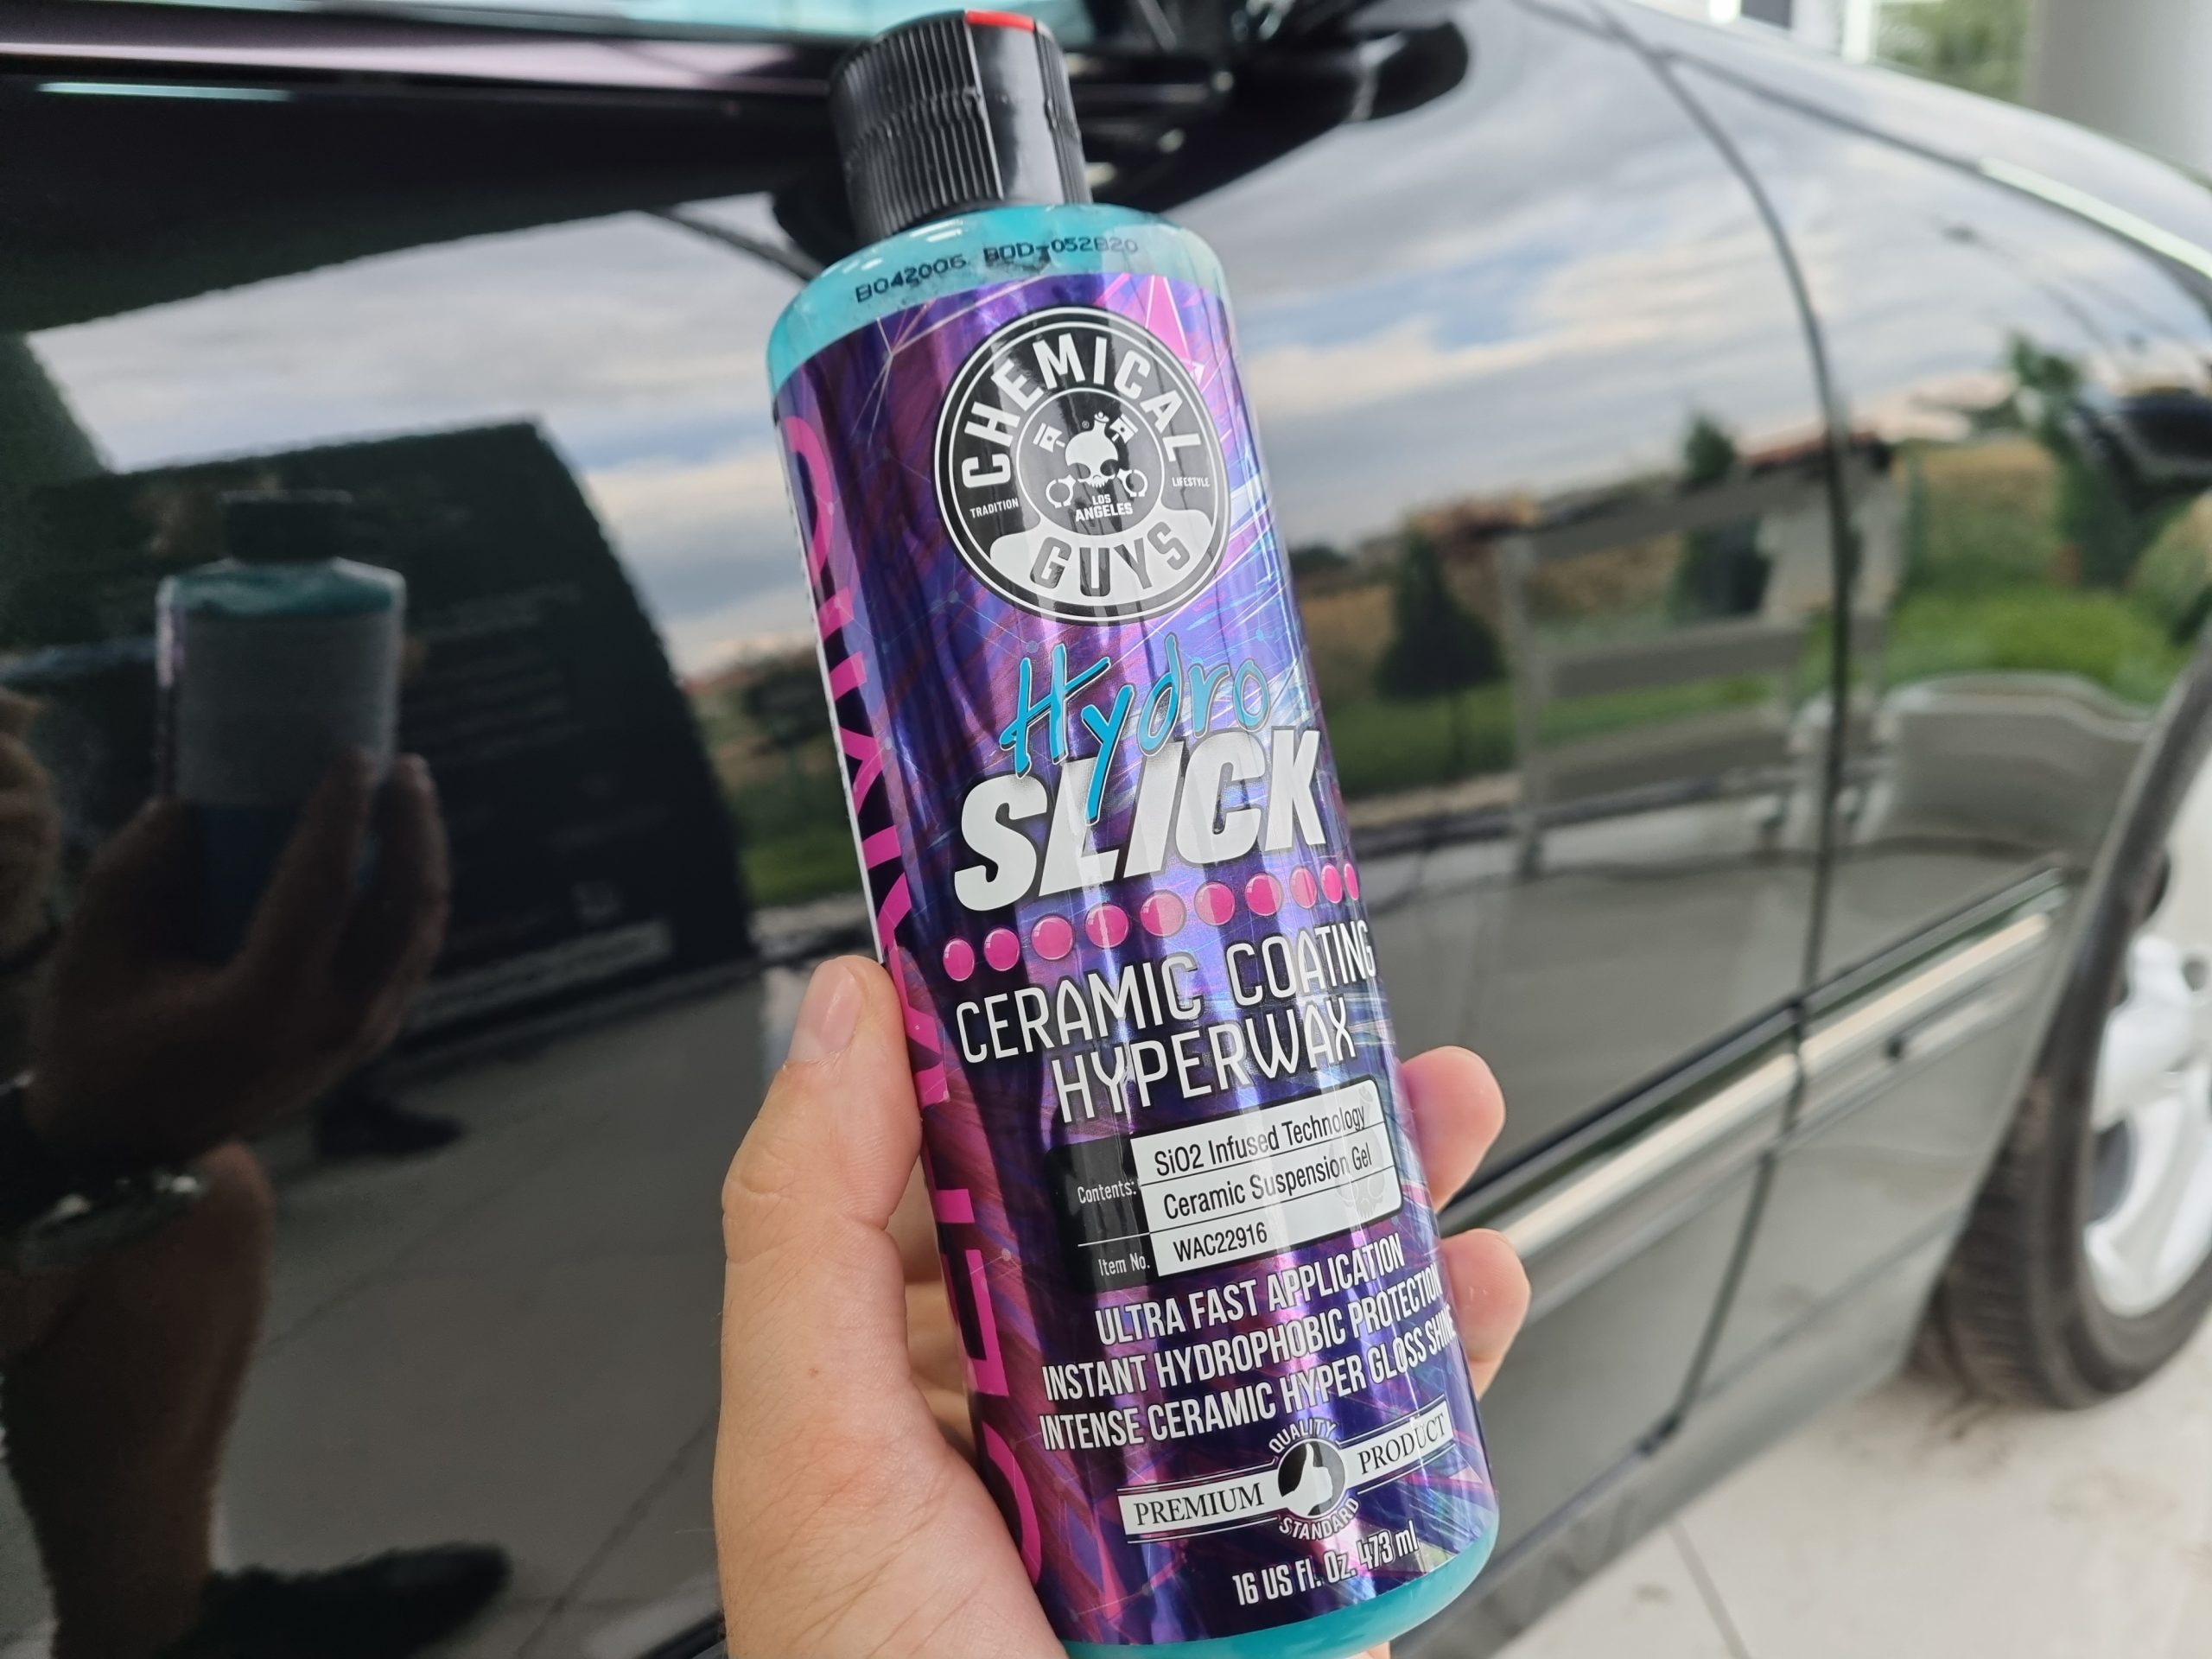 B042006 BOD-052820
CHEMICAL
TRADITION
LOS
ANGELES
LIFESTYLE
GUYS
Hydro
SLICK
CERAMIC COATING
HYPERWAX
Contents:
SiO2 Infused Technology
Ceramic Suspension Gel
Item No.
WAC22916
ULTRA FAST APPLICATION
INSTANT HYDROPHOBIC PROTECTION
INTENSE CERAMIC HYPER GLOSS SHINE
QUALITY
PREMIUM
PRODUCT
STANDARD
16 US Fl. Oz. 473 ml